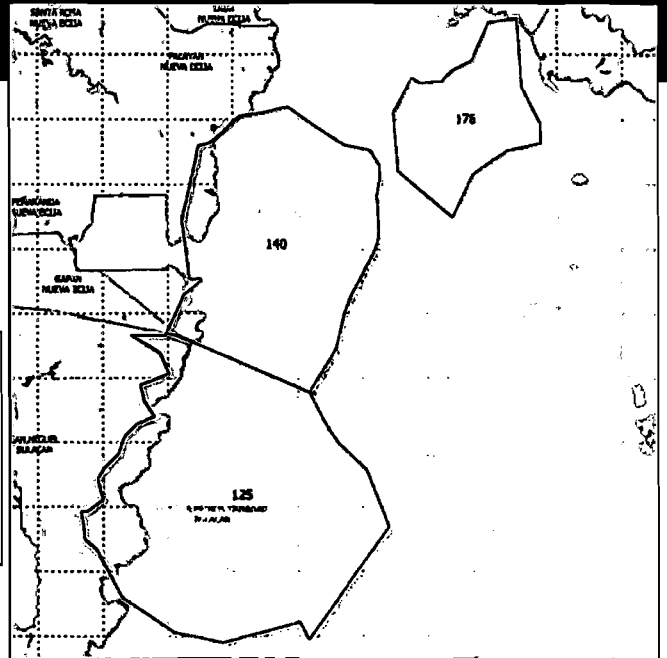 SANTA ROSA
NUEVA ECIJA
NUEVA ECIJA
PALAYAN
NUEVA ECIJA
176
PEÑARANDA
NUEVA ECIJA
140
GAPAN
NUEVA ECIJA
SAN MIGUEL
BULACAN
125
BULACAN